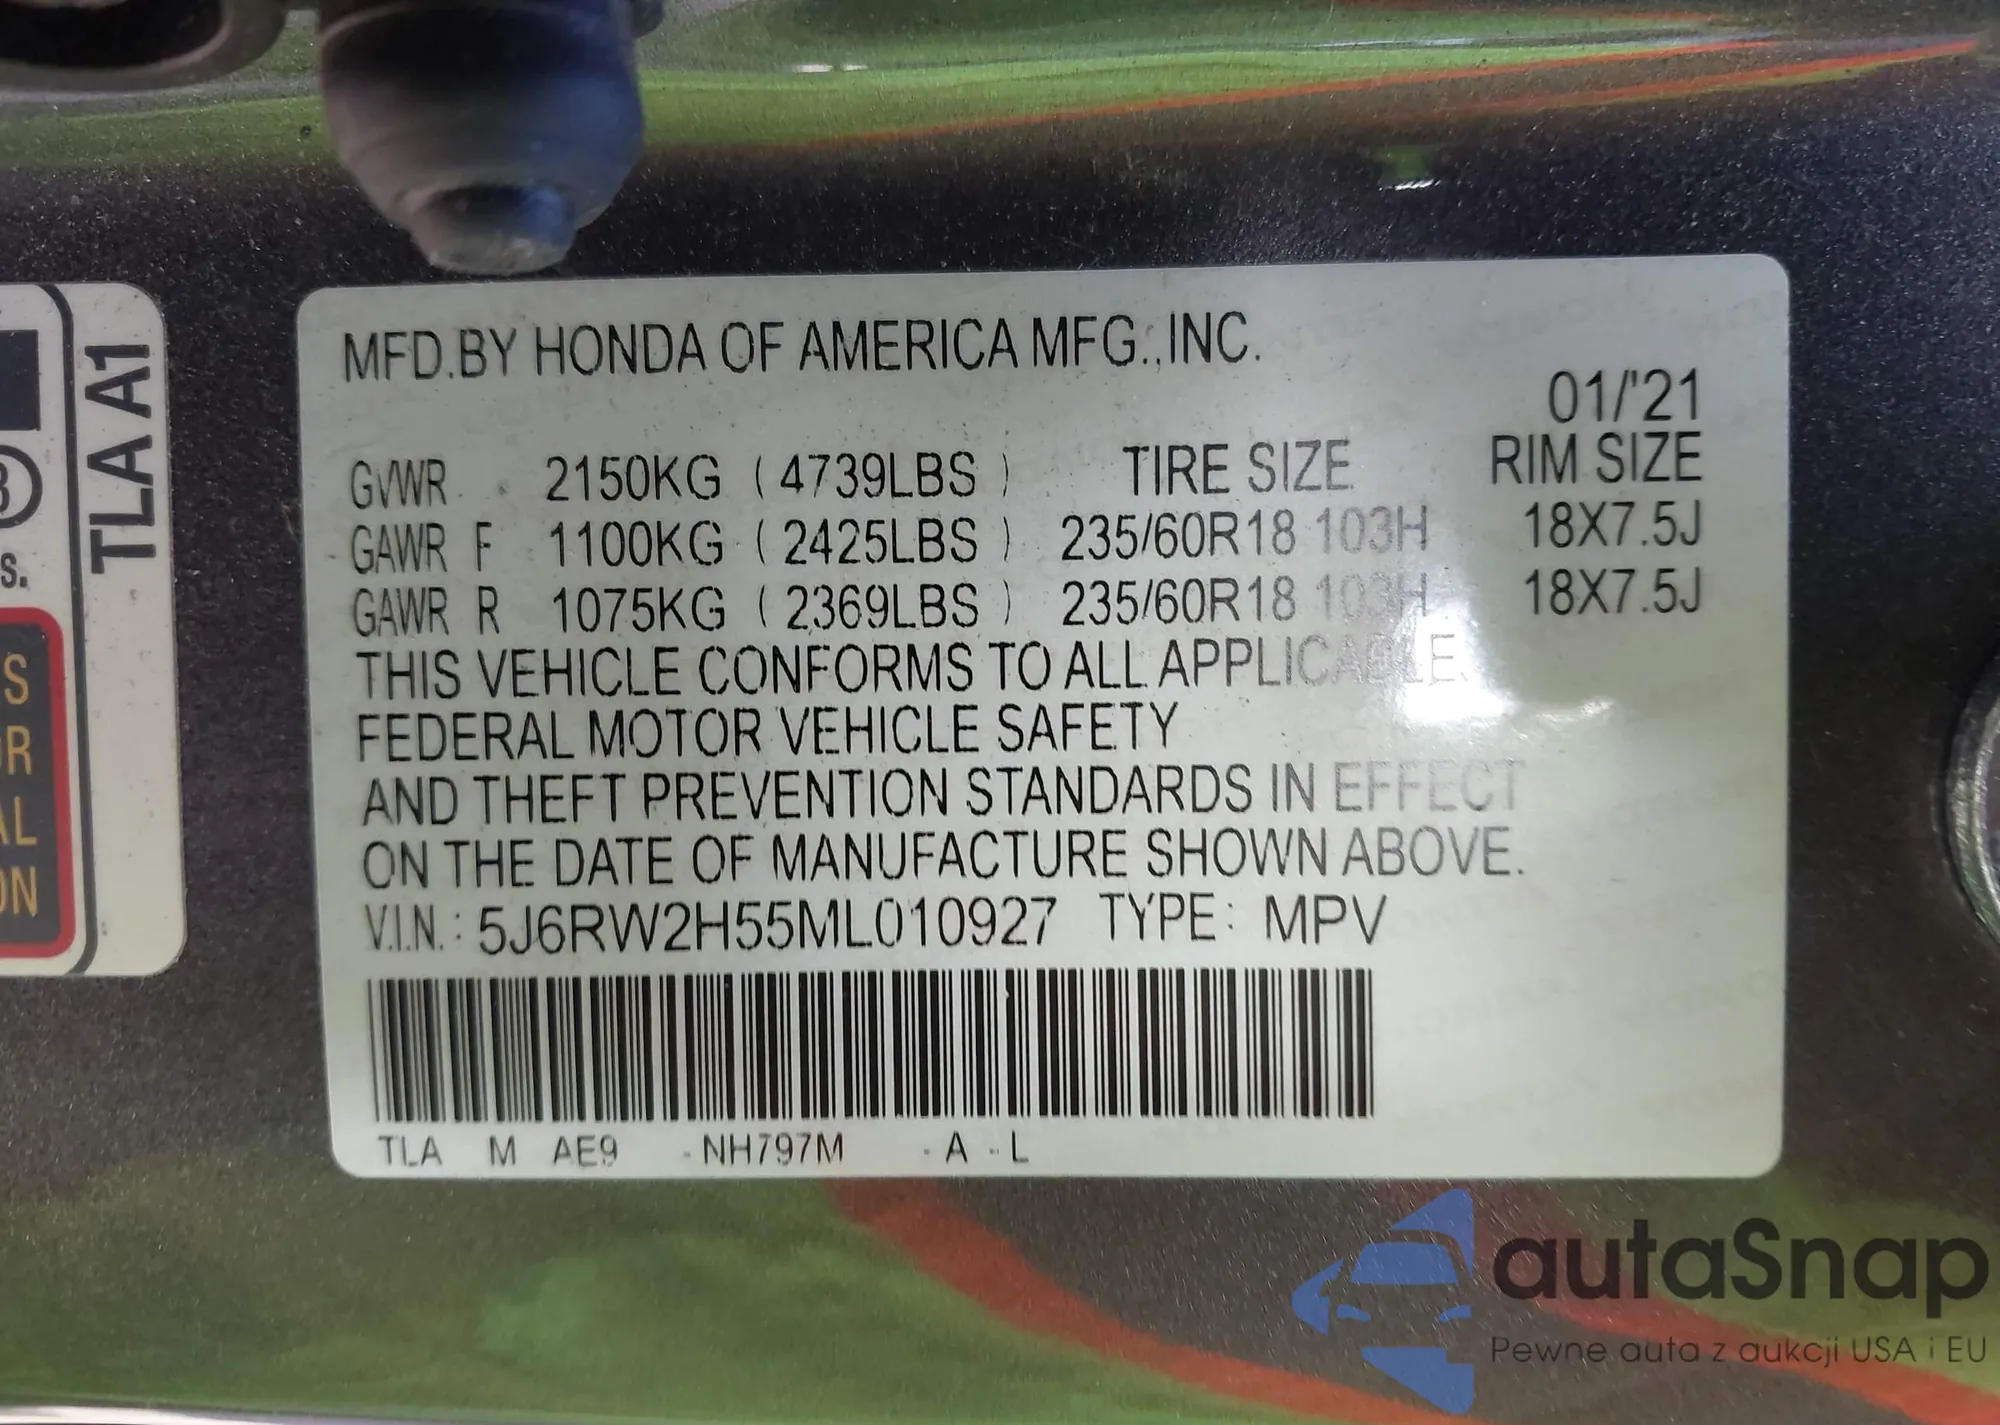 MFD.BY HONDA OF AMERICA MFG.,INC.
01/'21
GVWR 2150KG (4739LBS) TIRE SIZE RIM SIZE
GAWR F 1100KG (2425LBS) 235/60R18 103H 18X7.5J
GAWR R 1075KG (2369LBS) 235/60R18 103H 18X7.5J
THIS VEHICLE CONFORMS TO ALL APPLICABLE
FEDERAL MOTOR VEHICLE SAFETY
AND THEFT PREVENTION STANDARDS IN EFFECT
ON THE DATE OF MANUFACTURE SHOWN ABOVE.
V.I.N.: 5J6RW2H55ML010927 TYPE: MPV
TLA M AE9 -NH797M -A -L
TLA A1
autaSnap
Pewne auta z aukcji USA i EU